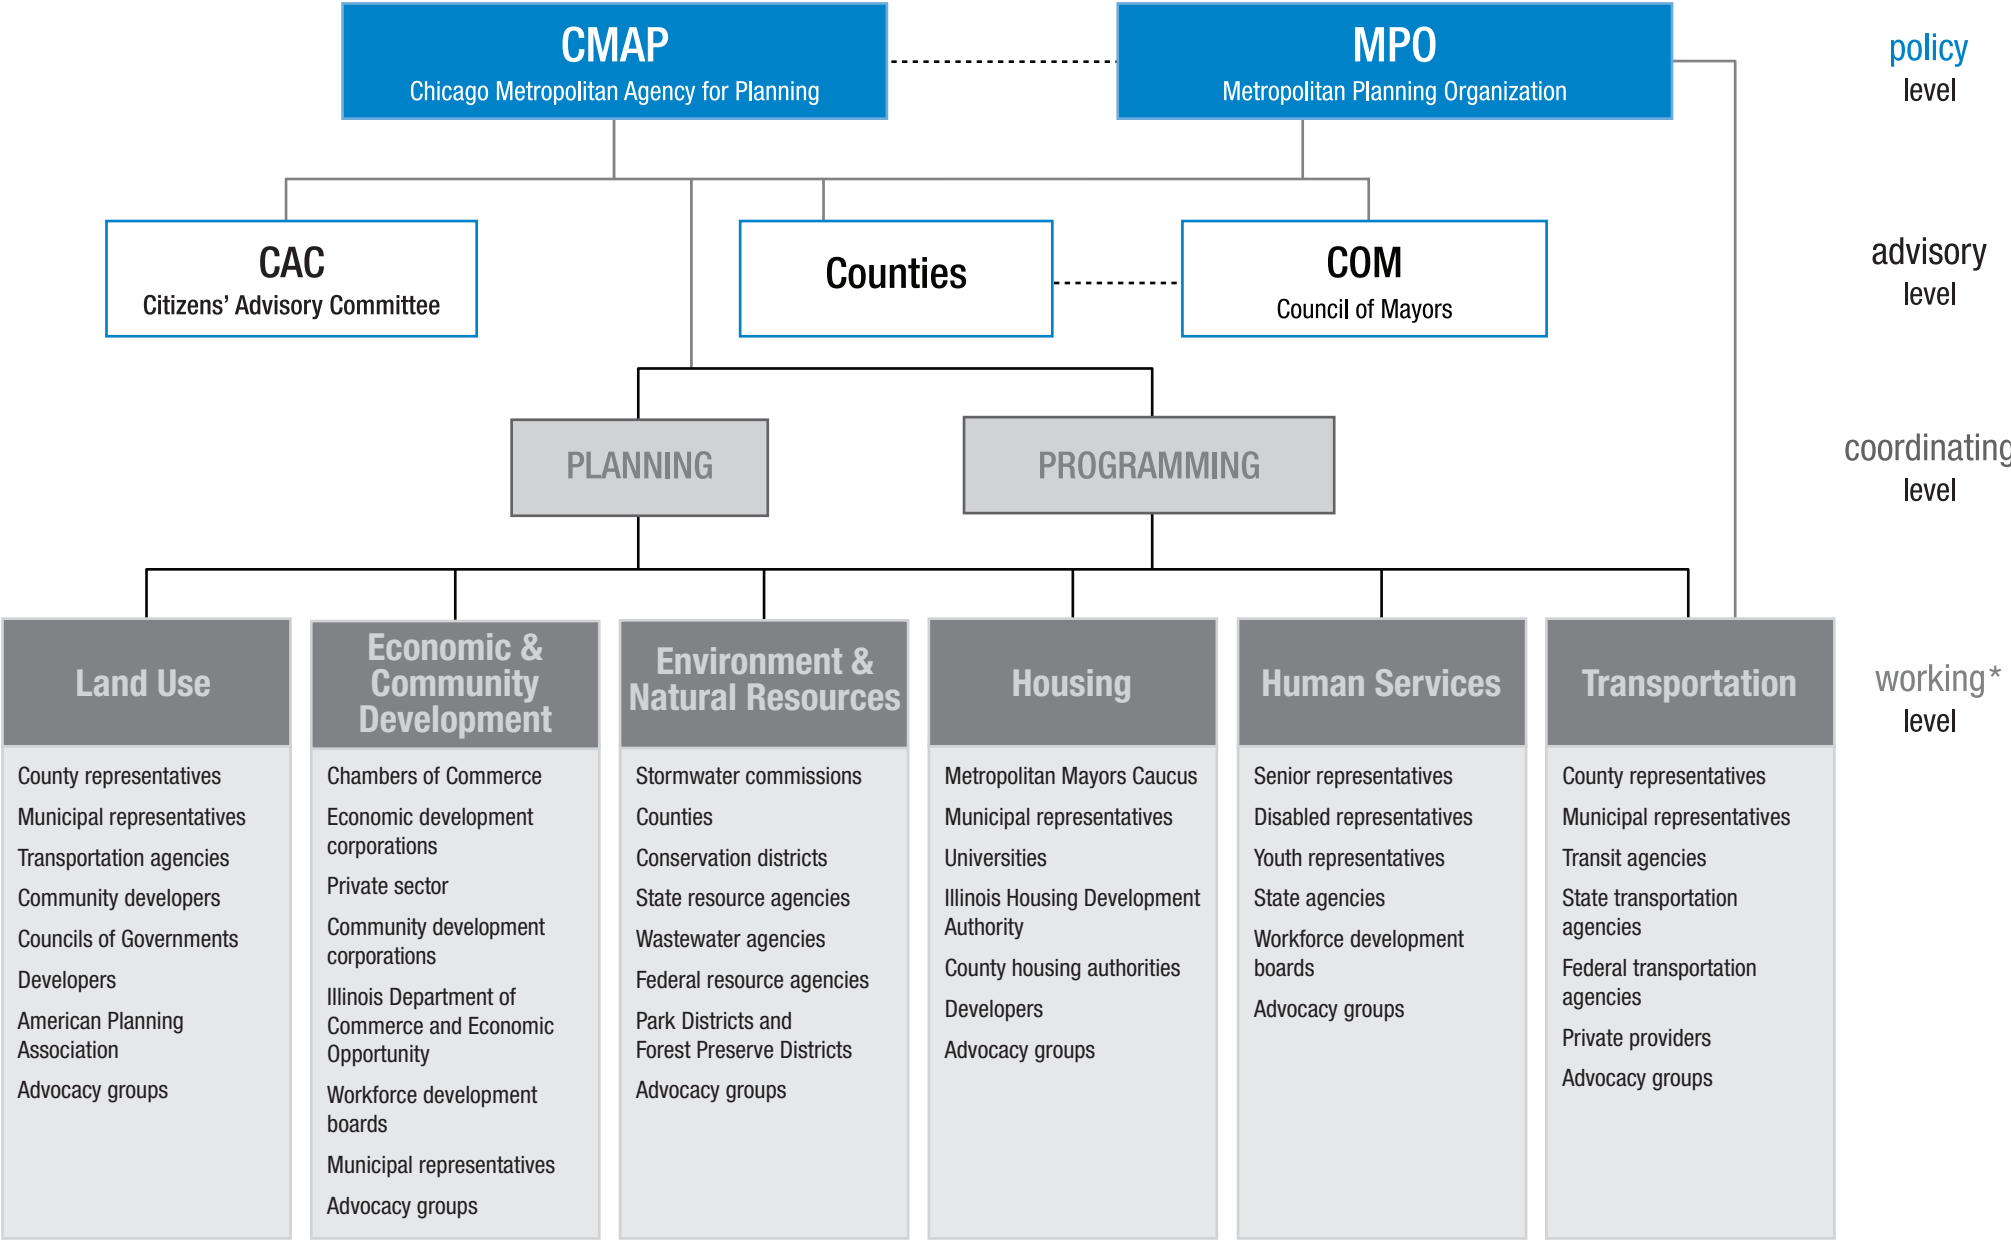 CMAP
Chicago Metropolitan Agency for Planning
MPO
Metropolitan Planning Organization
policy
level
CAC
Citizens’ Advisory Committee
Counties
COM
Council of Mayors
advisory
level
PLANNING
PROGRAMMING
coordinating
level
Land Use
County representatives
Municipal representatives
Transportation agencies
Community developers
Councils of Governments
Developers
American Planning
Association
Advocacy groups
Economic &
Community
Development
Chambers of Commerce
Economic development
corporations
Private sector
Community development
corporations
Illinois Department of
Commerce and Economic
Opportunity
Workforce development
boards
Municipal representatives
Advocacy groups
Environment &
Natural Resources
Stormwater commissions
Counties
Conservation districts
State resource agencies
Wastewater agencies
Federal resource agencies
Park Districts and
Forest Preserve Districts
Advocacy groups
Housing
Metropolitan Mayors Caucus
Municipal representatives
Universities
Illinois Housing Development
Authority
County housing authorities
Developers
Advocacy groups
Human Services
Senior representatives
Disabled representatives
Youth representatives
State agencies
Workforce development
boards
Advocacy groups
Transportation
County representatives
Municipal representatives
Transit agencies
State transportation
agencies
Federal transportation
agencies
Private providers
Advocacy groups
working*
level